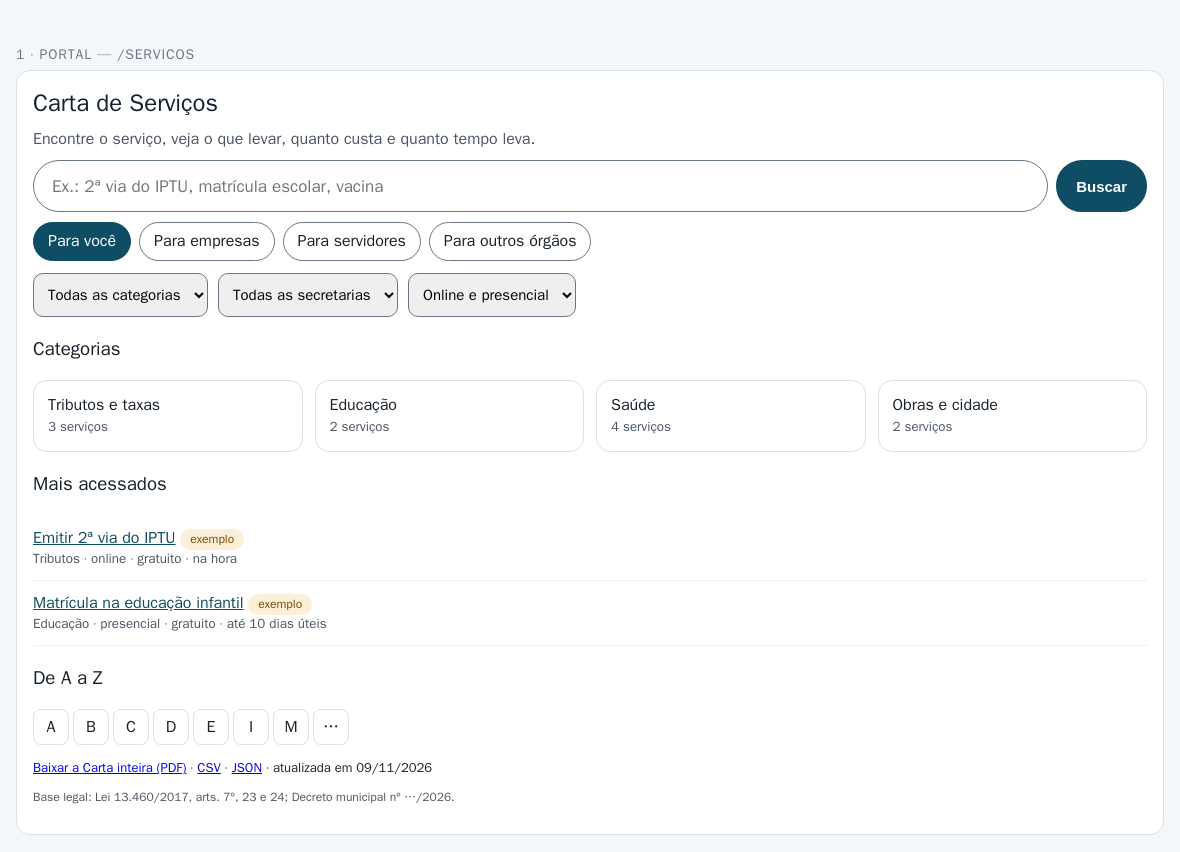 1 · PORTAL — /SERVICOS
Carta de Serviços
Encontre o serviço, veja o que levar, quanto custa e quanto tempo leva.
Ex.: 2ª via do IPTU, matrícula escolar, vacina
Buscar
Para você Para empresas Para servidores Para outros órgãos
Todas as categorias Todas as secretarias Online e presencial
Categorias
Tributos e taxas Educação Saúde Obras e cidade
3 serviços 2 serviços 4 serviços 2 serviços
Mais acessados
Emitir 2ª via do IPTU exemplo
Tributos · online · gratuito · na hora
Matrícula na educação infantil exemplo
Educação · presencial · gratuito · até 10 dias úteis
De A a Z
A B C D E I M ⋯
Baixar a Carta inteira (PDF) · CSV · JSON · atualizada em 09/11/2026
Base legal: Lei 13.460/2017, arts. 7º, 23 e 24; Decreto municipal nº ⋯/2026.